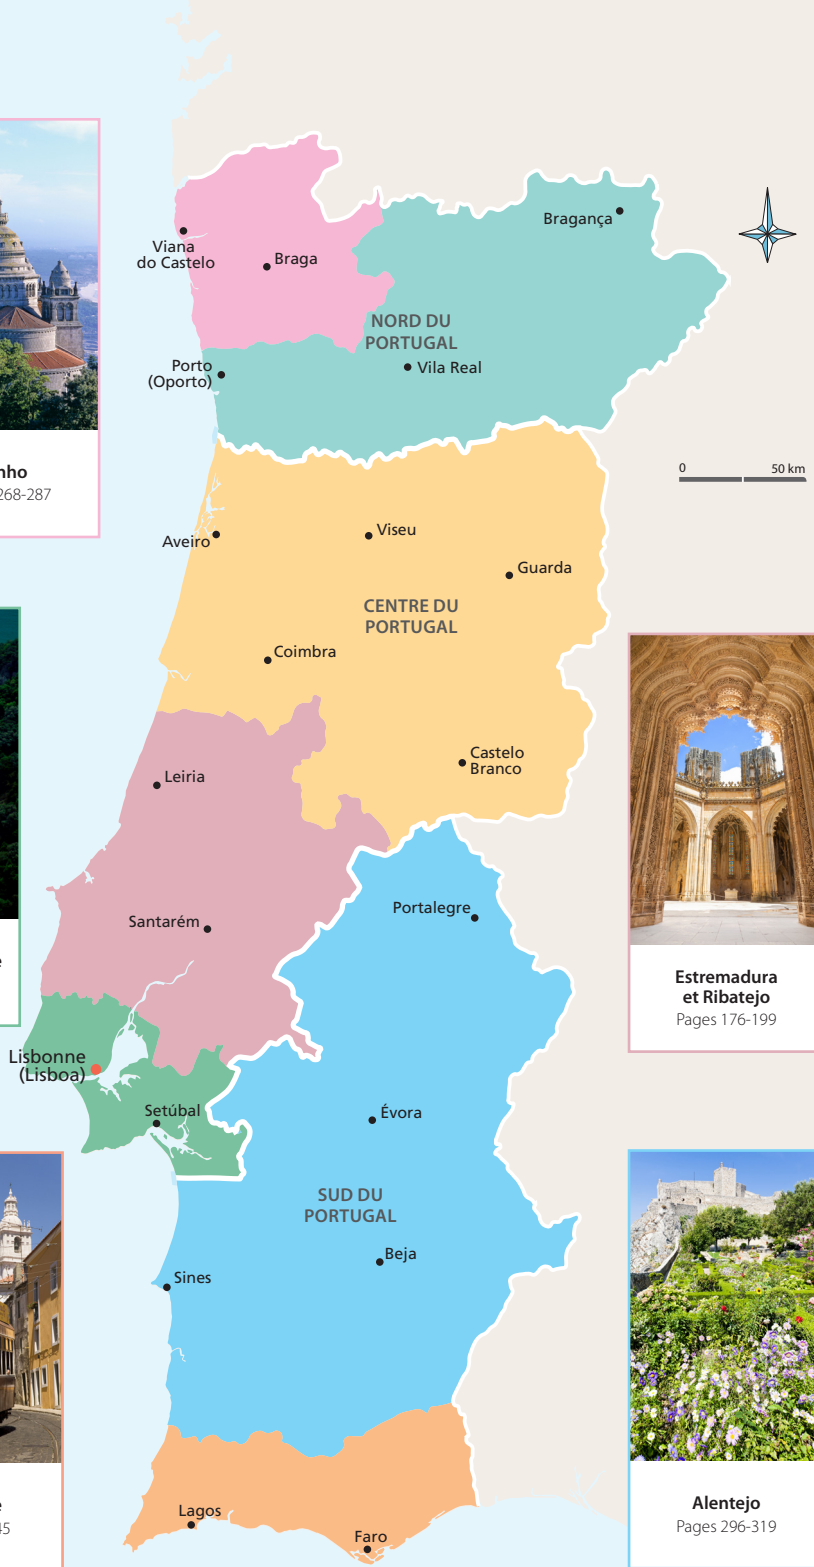 Bragança
Viana
do Castelo
Braga
NORD DU
PORTUGAL
Porto
(Oporto)
Vila Real
0 50 km
268-287
Aveiro
Viseu
Guarda
CENTRE DU
PORTUGAL
Coimbra
Castelo
Branco
Leiria
Portalegre
Santarém
Estremadura
et Ribatejo
Pages 176-199
Lisbonne
(Lisboa)
Setúbal
Évora
SUD DU
PORTUGAL
Beja
Sines
Lagos
Faro
Alentejo
Pages 296-319